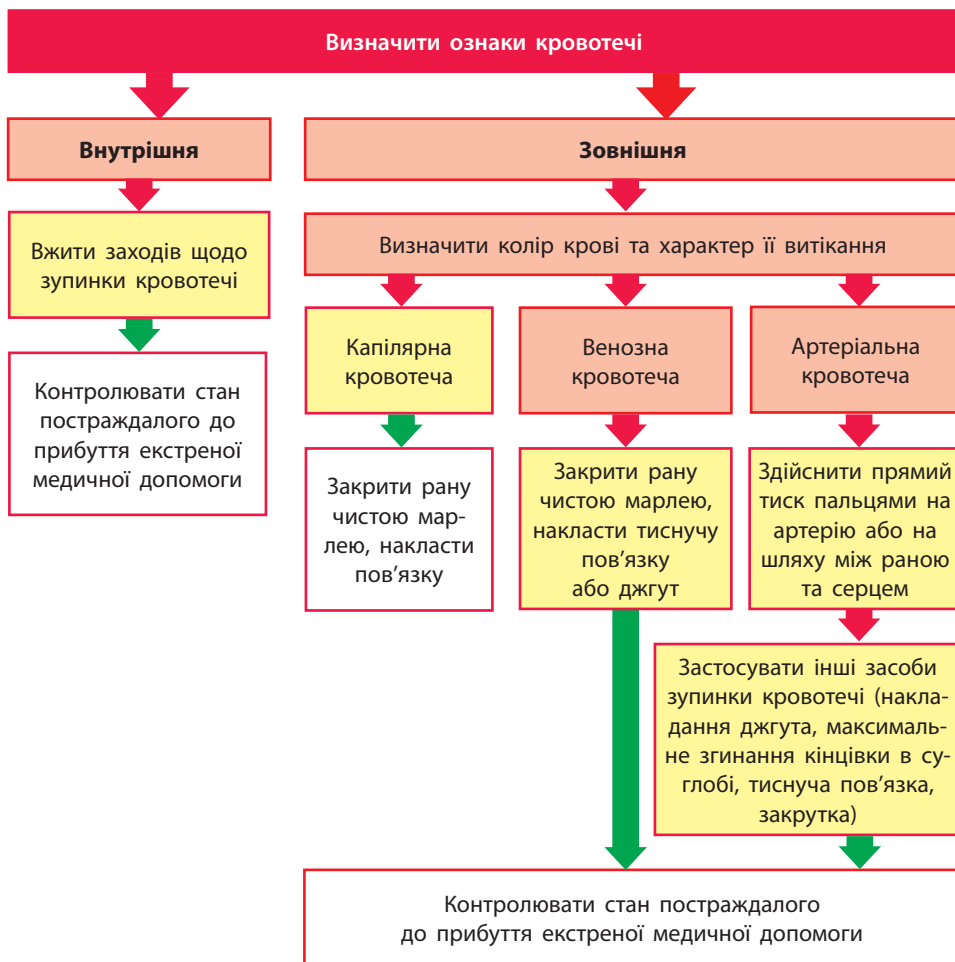 Визначити ознаки кровотечі
Внутрішня
Зовнішня
Вжити заходів щодо
зупинки кровотечі
Визначити колір крові та характер її витікання
Контролювати стан
постраждалого до
прибуття екстреної
медичної допомоги
Капілярна
кровотеча
Венозна
кровотеча
Артеріальна
кровотеча
Закрити рану
чистою мар-
лею, накласти
пов’язку
Закрити рану
чистою марлею,
накласти тиснучу
пов’язку
або джгут
Здійснити прямий
тиск пальцями на
артерію або на
шляху між раною
та серцем
Застосувати інші засоби
зупинки кровотечі (накла-
дання джгута, максималь-
не згинання кінцівки в су-
глобі, тиснуча пов’язка,
закрутка)
Контролювати стан постраждалого
до прибуття екстреної медичної допомоги